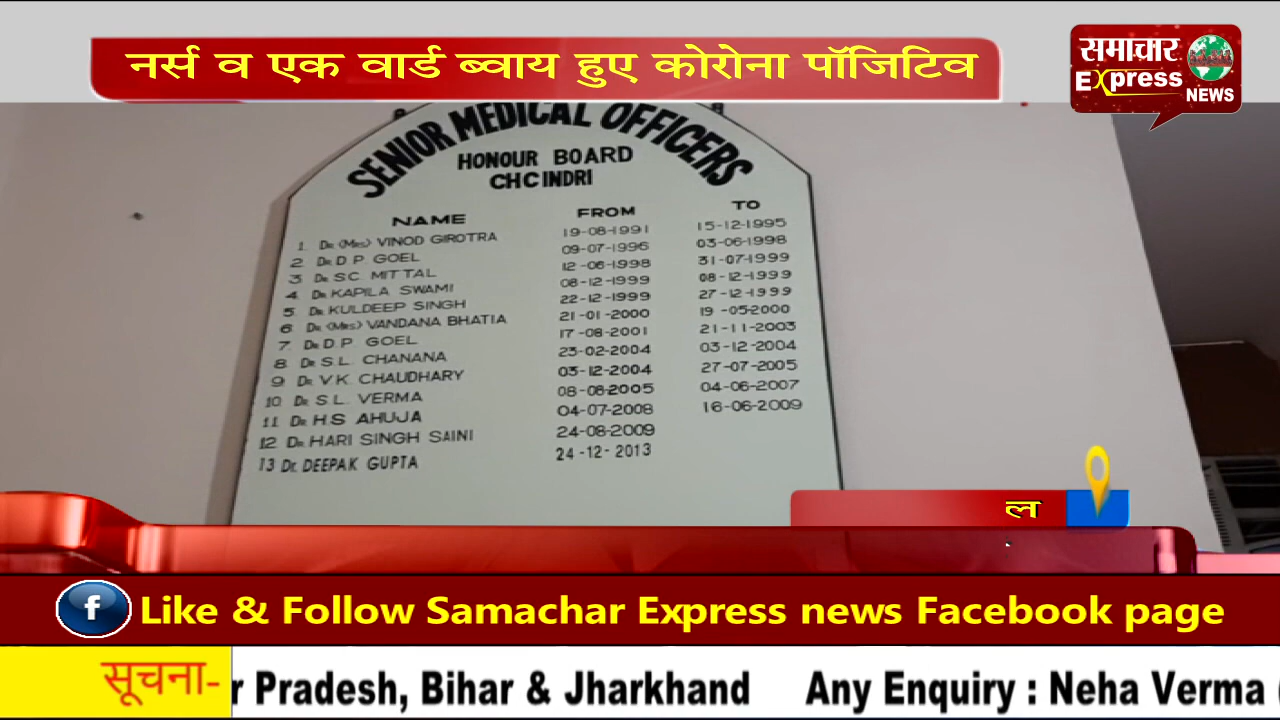 नर्स व एक वार्ड ब्वाय हुए कोरोना पॉजिटिव
समाचार
Express
NEWS
SENIOR MEDICAL OFFICERS
HONOUR BOARD
CHC INDRI
NAME FROM TO
1. Dr. (Mrs) VINOD GIROTRA 19-08-1991 15-12-1995
2. Dr. D P GOEL 09-07-1996 03-06-1998
3 Dr. S.C. MITTAL 12-06-1998 31-07-1999
4. Dr. KAPILA SWAMI 08-12-1999 08-12-1999
5. Dr. KULDEEP SINGH 22-12-1999 27-12-1999
6. Dr. (Mrs) VANDANA BHATIA 21-01-2000 19-05-2000
7. Dr. D.P. GOEL 17-08-2001 21-11-2003
8. Dr. S.L. CHANANA 23-02-2004 03-12-2004
9 Dr. V.K. CHAUDHARY 03-12-2004 27-07-2005
10 Dr. S.L. VERMA 08-08-2005 04-06-2007
11 Dr. H.S AHUJA 04-07-2008 16-06-2009
12 Dr. HARI SINGH SAINI 24-08-2009
13 Dr. DEEPAK GUPTA 24-12-2013
ल
f Like & Follow Samachar Express news Facebook page
सूचना- r Pradesh, Bihar & Jharkhand Any Enquiry : Neha Verma (